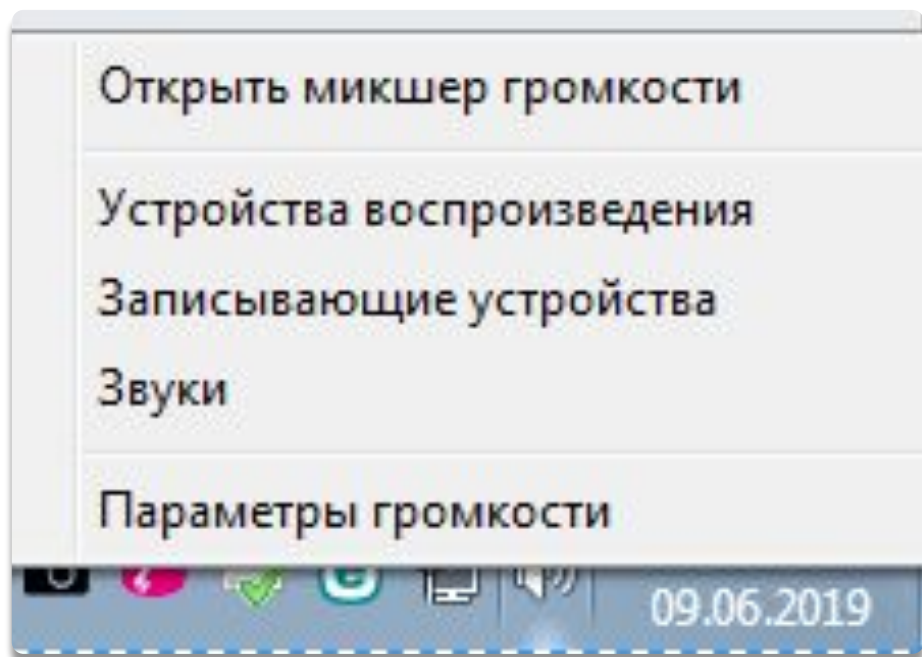 Открыть микшер громкости
Устройства воспроизведения
Записывающие устройства
Звуки
Параметры громкости
09.06.2019